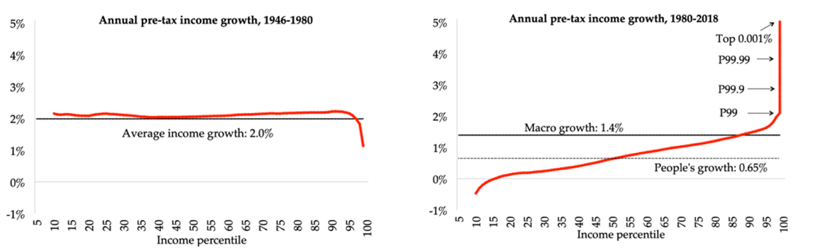 Annual pre-tax income growth, 1946-1980
5%
4%
3%
2%
1%
0%
-1%
Average income growth: 2.0%
5 10 15 20 25 30 35 40 45 50 55 60 65 70 75 80 85 90 95 100
Income percentile
Annual pre-tax income growth, 1980-2018
5%
4%
3%
2%
1%
0%
-1%
Top 0.001%
P99.99
P99.9
P99
Macro growth: 1.4%
People's growth: 0.65%
5 10 15 20 25 30 35 40 45 50 55 60 65 70 75 80 85 90 95 100
Income percentile